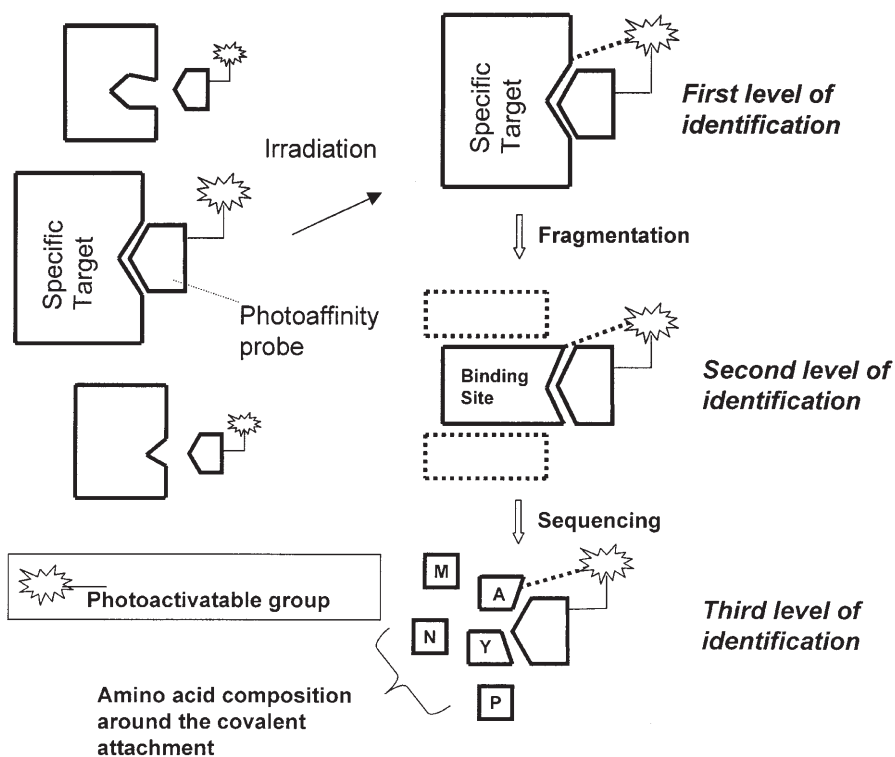 Specific
Target
First level of
identification
Irradiation
Specific
Target
Fragmentation
Photoaffinity
probe
Binding
Site
Second level of
identification
Sequencing
M
A
Photoactivatable group
N
Y
Third level of
identification
P
Amino acid composition
around the covalent
attachment